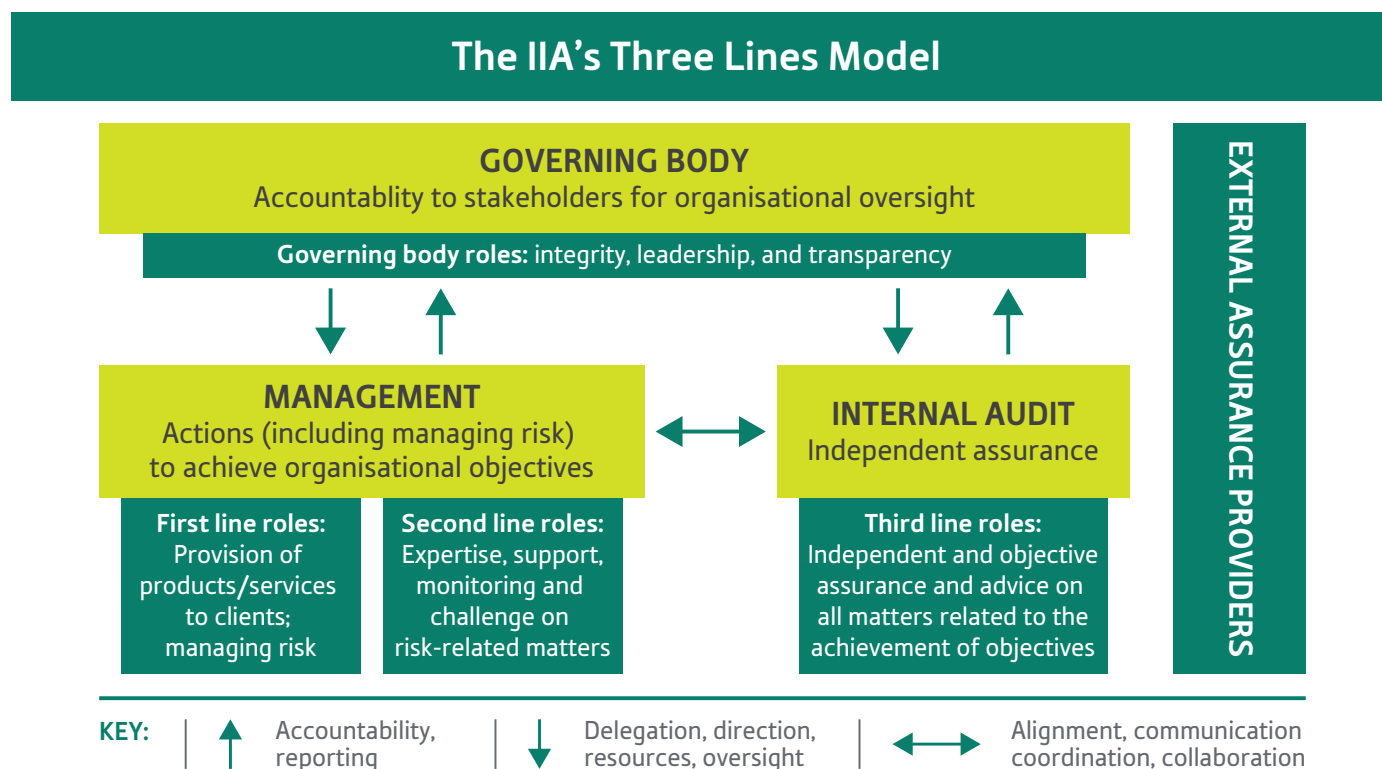 The IIA's Three Lines Model
GOVERNING BODY
Accountablity to stakeholders for organisational oversight
Governing body roles: integrity, leadership, and transparency
MANAGEMENT
Actions (including managing risk)
to achieve organisational objectives
First line roles:
Provision of
products/services
to clients;
managing risk
Second line roles:
Expertise, support,
monitoring and
challenge on
risk-related matters
INTERNAL AUDIT
Independent assurance
Third line roles:
Independent and objective
assurance and advice on
all matters related to the
achievement of objectives
EXTERNAL ASSURANCE PROVIDERS
KEY:
Accountability,
reporting
Delegation, direction,
resources, oversight
Alignment, communication
coordination, collaboration